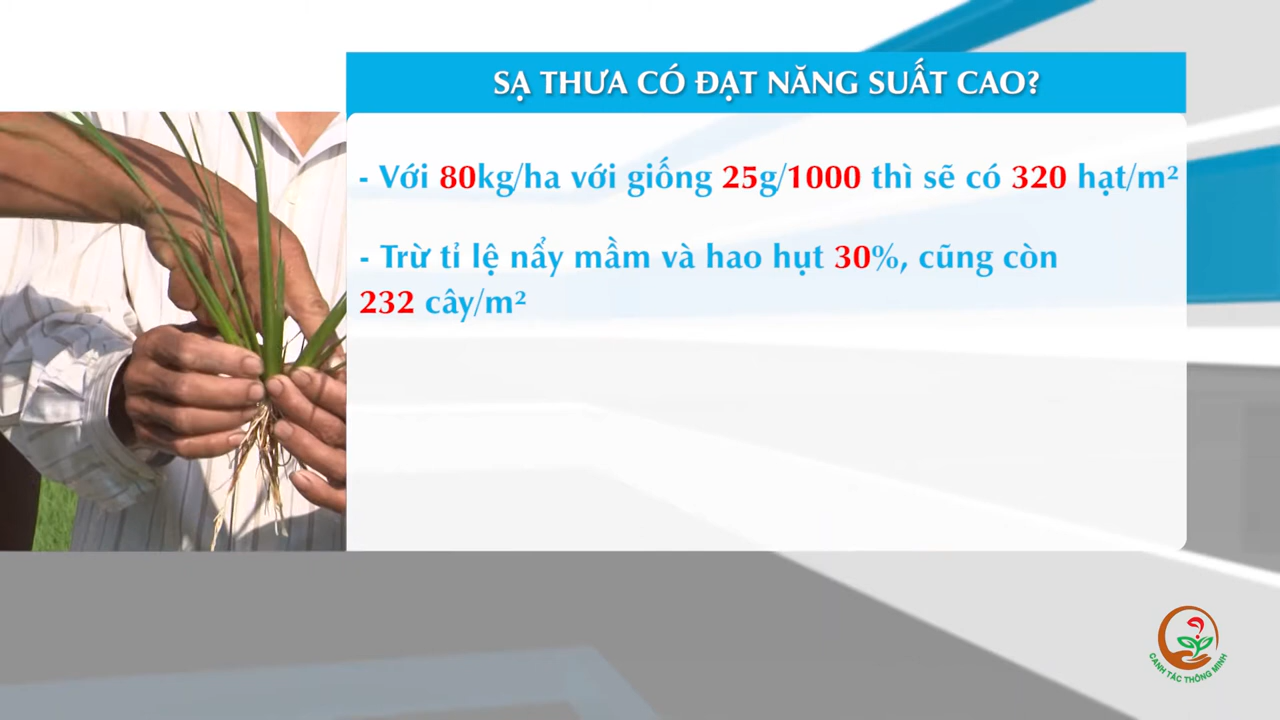 SẠ THƯA CÓ ĐẠT NĂNG SUẤT CAO?
- Với 80kg/ha với giống 25g/1000 thì sẽ có 320 hạt/m²
- Trừ tỉ lệ nẩy mầm và hao hụt 30%, cũng còn
232 cây/m²
CANH TÁC THÔNG MINH